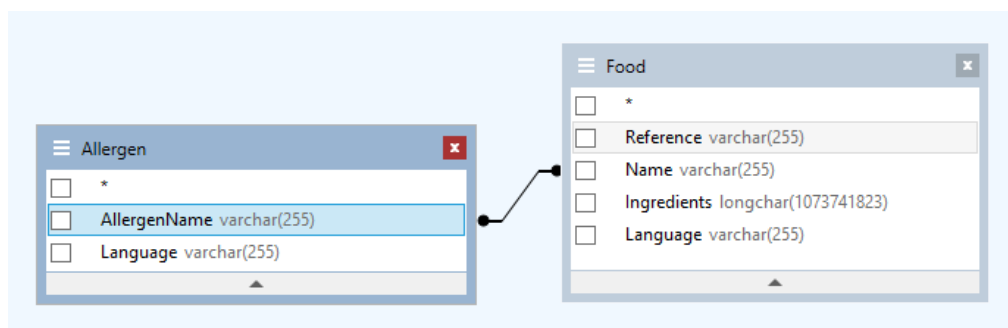 Allergen
*
AllergenName varchar(255)
Language varchar(255)
Food
*
Reference varchar(255)
Name varchar(255)
Ingredients longchar(1073741823)
Language varchar(255)